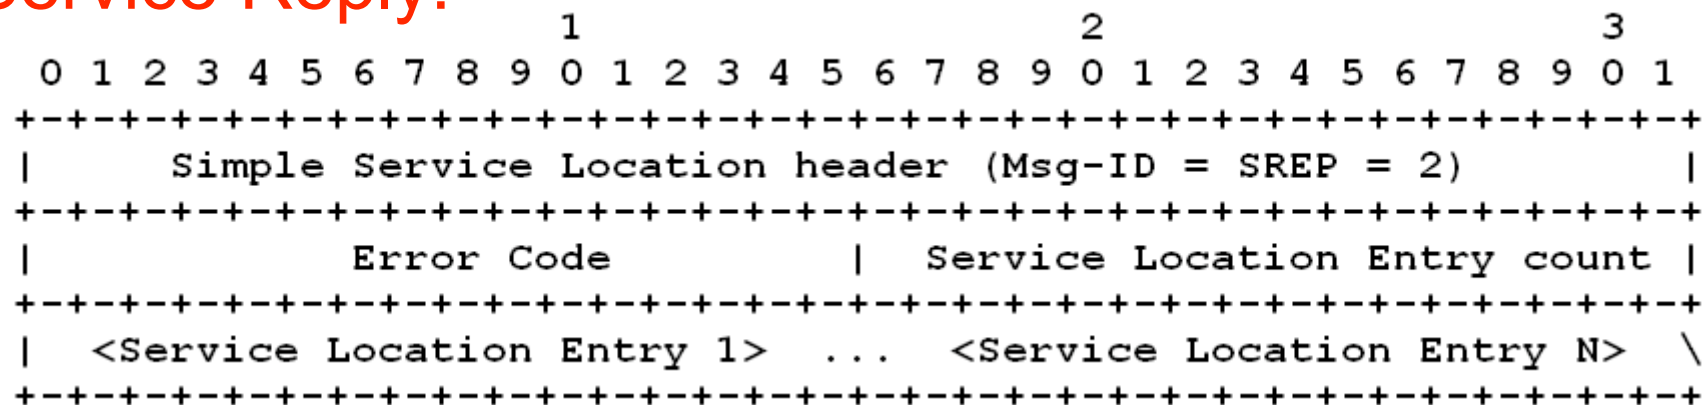 Service Reply:
1 2 3
0 1 2 3 4 5 6 7 8 9 0 1 2 3 4 5 6 7 8 9 0 1 2 3 4 5 6 7 8 9 0 1
+-+-+-+-+-+-+-+-+-+-+-+-+-+-+-+-+-+-+-+-+-+-+-+-+-+-+-+-+-+-+-+-+
| Simple Service Location header (Msg-ID = SREP = 2) |
+-+-+-+-+-+-+-+-+-+-+-+-+-+-+-+-+-+-+-+-+-+-+-+-+-+-+-+-+-+-+-+-+
| Error Code | Service Location Entry count |
+-+-+-+-+-+-+-+-+-+-+-+-+-+-+-+-+-+-+-+-+-+-+-+-+-+-+-+-+-+-+-+-+
| <Service Location Entry 1> ... <Service Location Entry N> \
+-+-+-+-+-+-+-+-+-+-+-+-+-+-+-+-+-+-+-+-+-+-+-+-+-+-+-+-+-+-+-+-+